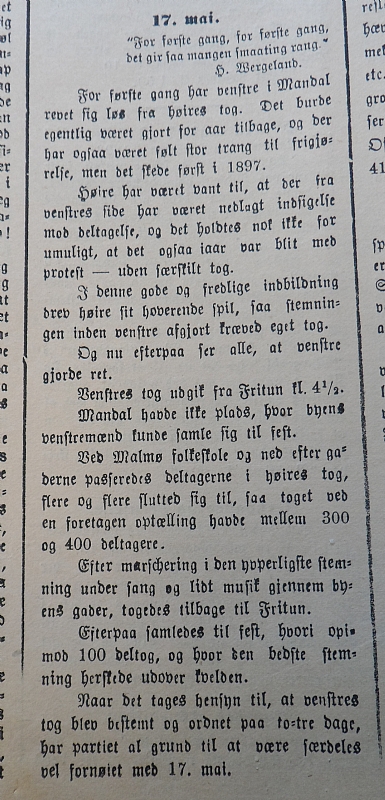 17. mai.
"For første gang, for første gang,
det gir saa mangen smaating rang."
H. Wergeland.
For første gang har venstre i Mandal
revet sig løs fra høires tog. Det burde
egentlig været gjort for aar tilbage, og der
har ogsaa været følt stor trang til frigjø-
relse, men det skede først i 1897.
Høire har været vant til, at der fra
venstres side har været nedlagt indsigelse
mod deltagelse, og det holdtes nok ikke for
umuligt, at det ogsaa iaar var blit med
protest — uden særskilt tog.
I denne gode og fredlige indbildning
drev høire sit hoverende spil, saa stemnin-
gen inden venstre afgjort kræved eget tog.
Og nu efterpaa ser alle, at venstre
gjorde ret.
Venstres tog udgik fra Fritun kl. 4½.
Mandal havde ikke plads, hvor byens
venstremænd kunde samle sig til fest.
Ved Malmø folkeskole og ned efter ga-
derne passeredes deltagerne i høires tog,
flere og flere slutted sig til, saa toget ved
en foretagen optælling havde mellem 300
og 400 deltagere.
Efter marschering i den ypperligste stem-
ning under sang og lidt musik gjennem by-
ens gader, togedes tilbage til Fritun.
Efterpaa samledes til fest, hvori opi-
mod 100 deltog, og hvor den bedste stem-
ning herskede udover kvelden.
Naar det tages hensyn til, at venstres
tog blev bestemt og ordnet paa to-tre dage,
har partiet al grund til at være særdeles
vel fornøiet med 17. mai.